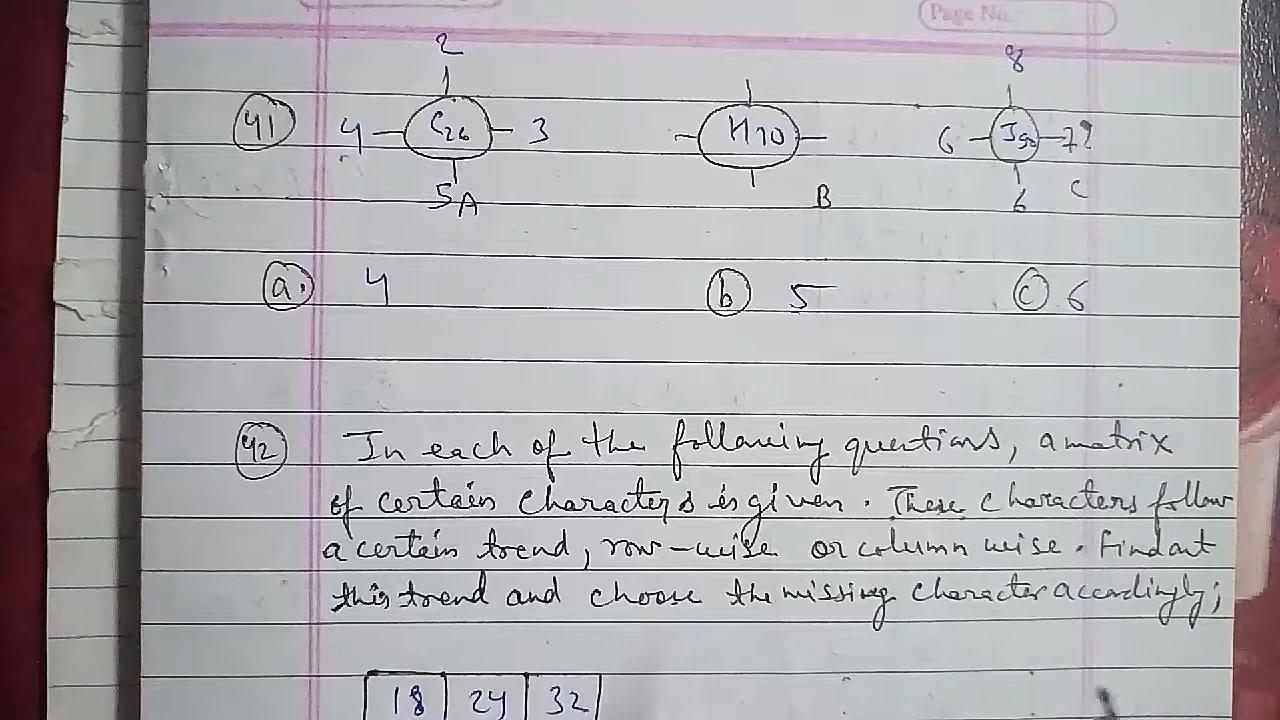 Page No.
2 8
41 4 C26 3 H70 6 J50 7?
5 A B 6 C
a. 4 b 5 c 6
42 In each of the following questions, a matrix
of certain characters is given. These characters follow
a certain trend, row-wise or column wise. Find out
this trend and choose the missing character accordingly;
18 24 32